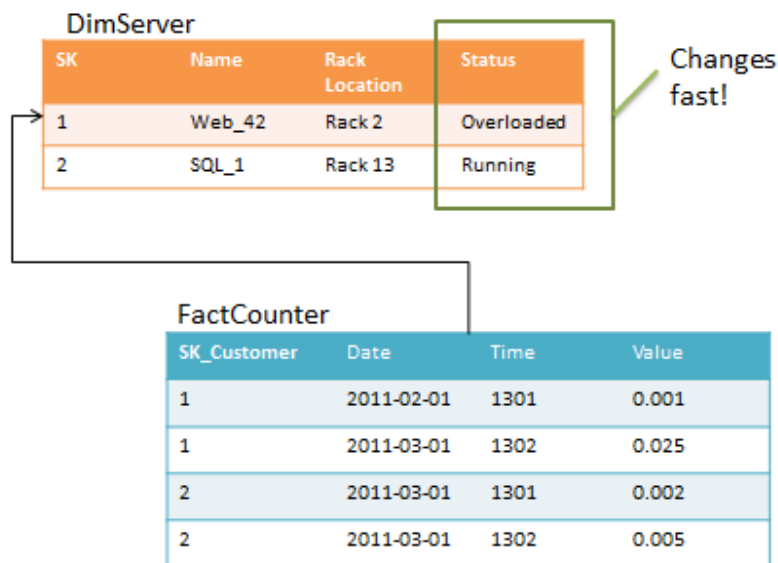 DimServer
SK Name Rack Location Status
1 Web_42 Rack 2 Overloaded
2 SQL_1 Rack 13 Running
Changes
fast!
FactCounter
SK_Customer Date Time Value
1 2011-02-01 1301 0.001
1 2011-03-01 1302 0.025
2 2011-03-01 1301 0.002
2 2011-03-01 1302 0.005